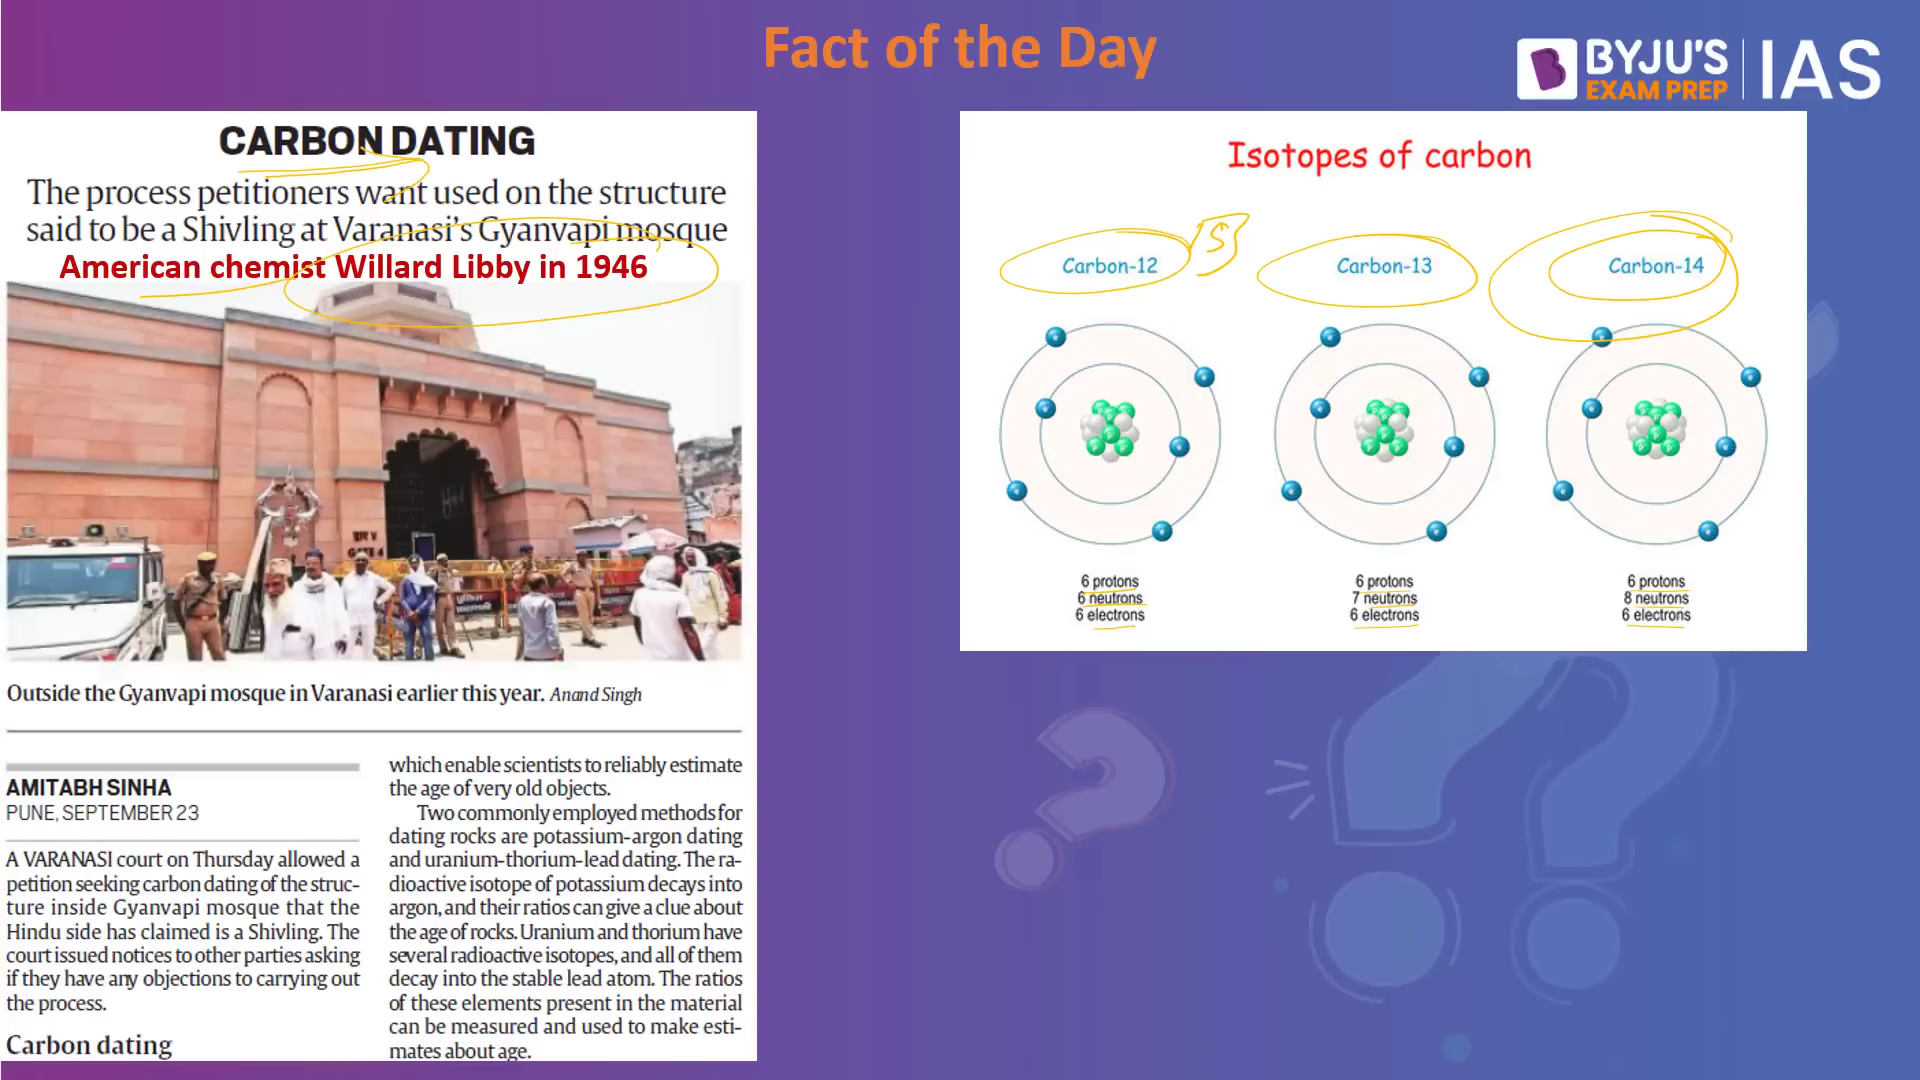 Fact of the Day
BYJU'S
EXAM PREP
IAS
CARBON DATING
The process petitioners want used on the structure
said to be a Shivling at Varanasi's Gyanvapi mosque
American chemist Willard Libby in 1946
Outside the Gyanvapi mosque in Varanasi earlier this year. Anand Singh
AMITABH SINHA
PUNE, SEPTEMBER 23
A VARANASI court on Thursday allowed a
petition seeking carbon dating of the struc-
ture inside Gyanvapi mosque that the
Hindu side has claimed is a Shivling. The
court issued notices to other parties asking
if they have any objections to carrying out
the process.
Carbon dating
which enable scientists to reliably estimate
the age of very old objects.
Two commonly employed methods for
dating rocks are potassium-argon dating
and uranium-thorium-lead dating. The ra-
dioactive isotope of potassium decays into
argon, and their ratios can give a clue about
the age of rocks. Uranium and thorium have
several radioactive isotopes, and all of them
decay into the stable lead atom. The ratios
of these elements present in the material
can be measured and used to make esti-
mates about age.
Isotopes of carbon
Carbon-12
Carbon-13
Carbon-14
6 protons
6 neutrons
6 electrons
6 protons
7 neutrons
6 electrons
6 protons
8 neutrons
6 electrons